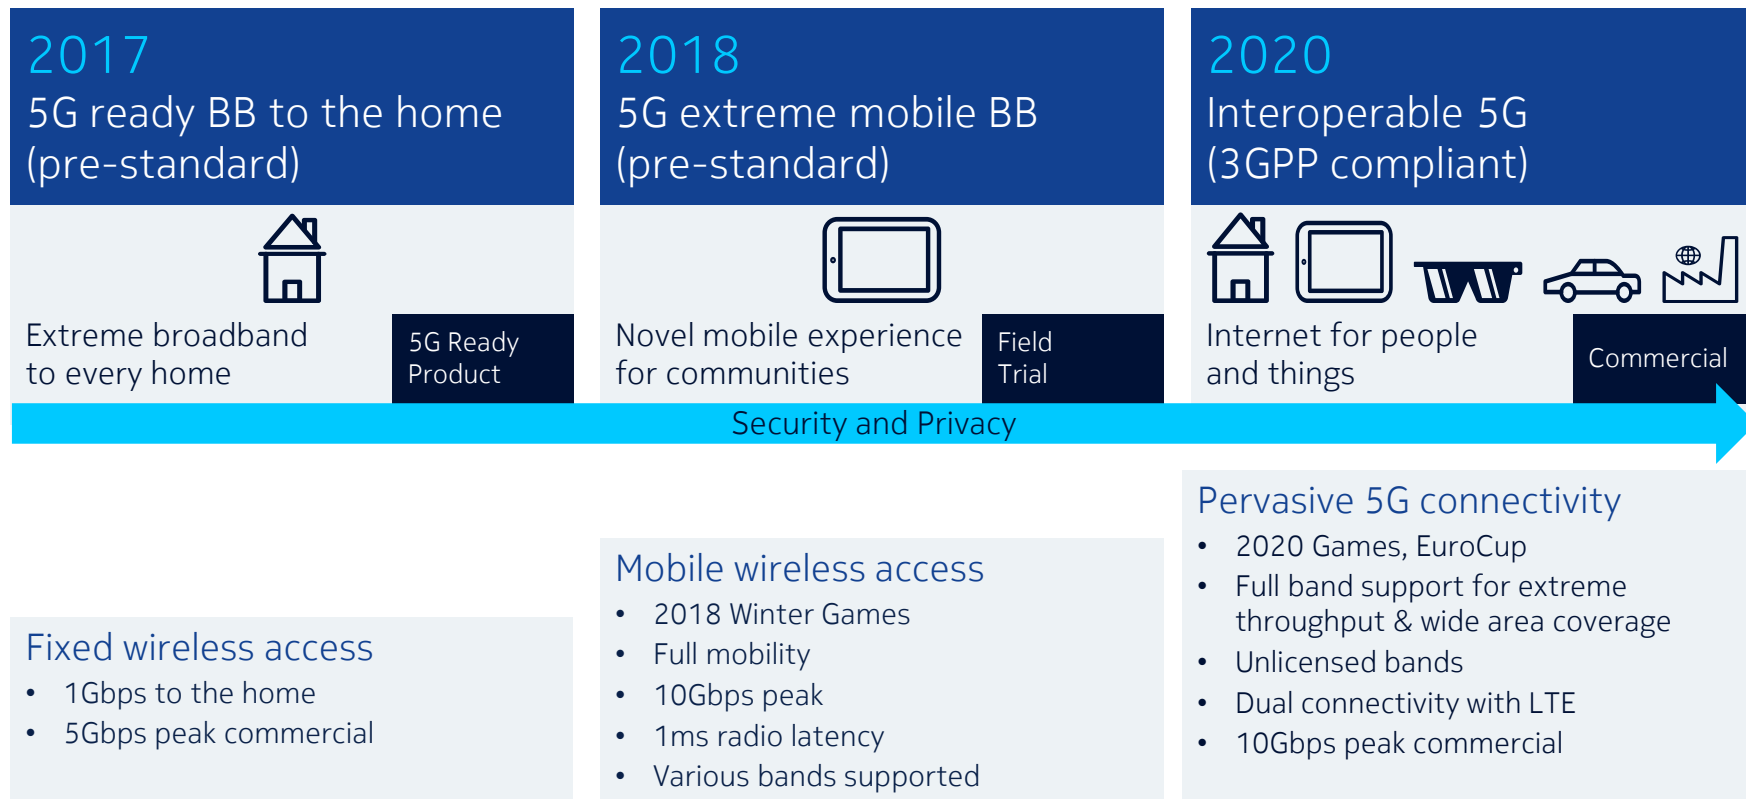 2017
5G ready BB to the home
(pre-standard)
Extreme broadband
to every home
5G Ready
Product
2018
5G extreme mobile BB
(pre-standard)
Novel mobile experience
for communities
Field
Trial
2020
Interoperable 5G
(3GPP compliant)
Internet for people
and things
Commercial
Security and Privacy
Fixed wireless access
• 1Gbps to the home
• 5Gbps peak commercial
Mobile wireless access
• 2018 Winter Games
• Full mobility
• 10Gbps peak
• 1ms radio latency
• Various bands supported
Pervasive 5G connectivity
• 2020 Games, EuroCup
• Full band support for extreme
throughput & wide area coverage
• Unlicensed bands
• Dual connectivity with LTE
• 10Gbps peak commercial